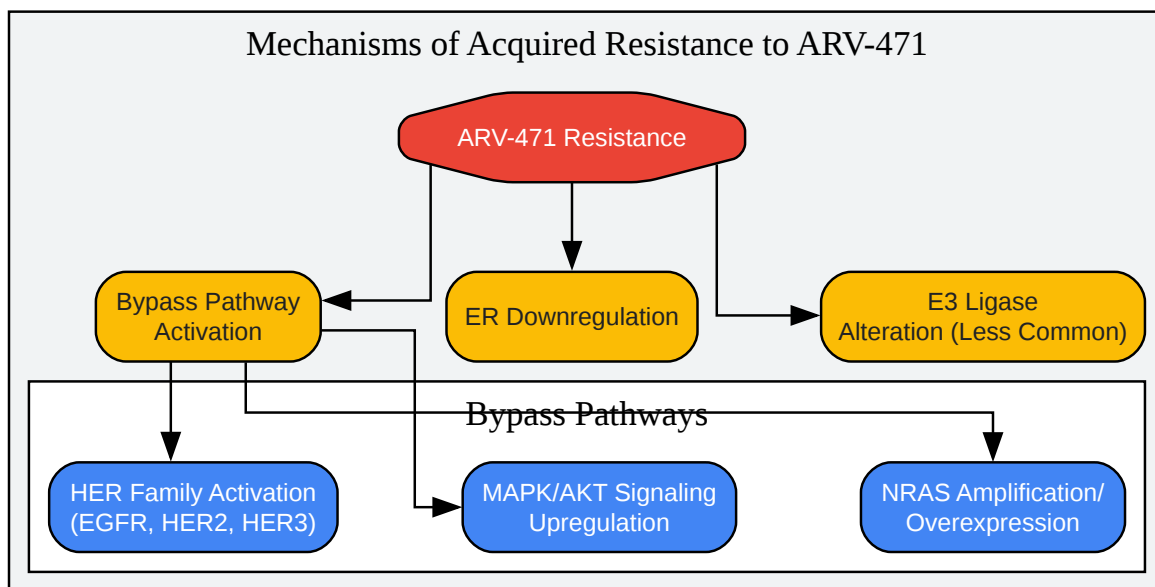 Mechanisms of Acquired Resistance to ARV-471
ARV-471 Resistance
Bypass Pathway
Activation
ER Downregulation
E3 Ligase
Alteration (Less Common)
Bypass Pathways
HER Family Activation
(EGFR, HER2, HER3)
MAPK/AKT Signaling
Upregulation
NRAS Amplification/
Overexpression